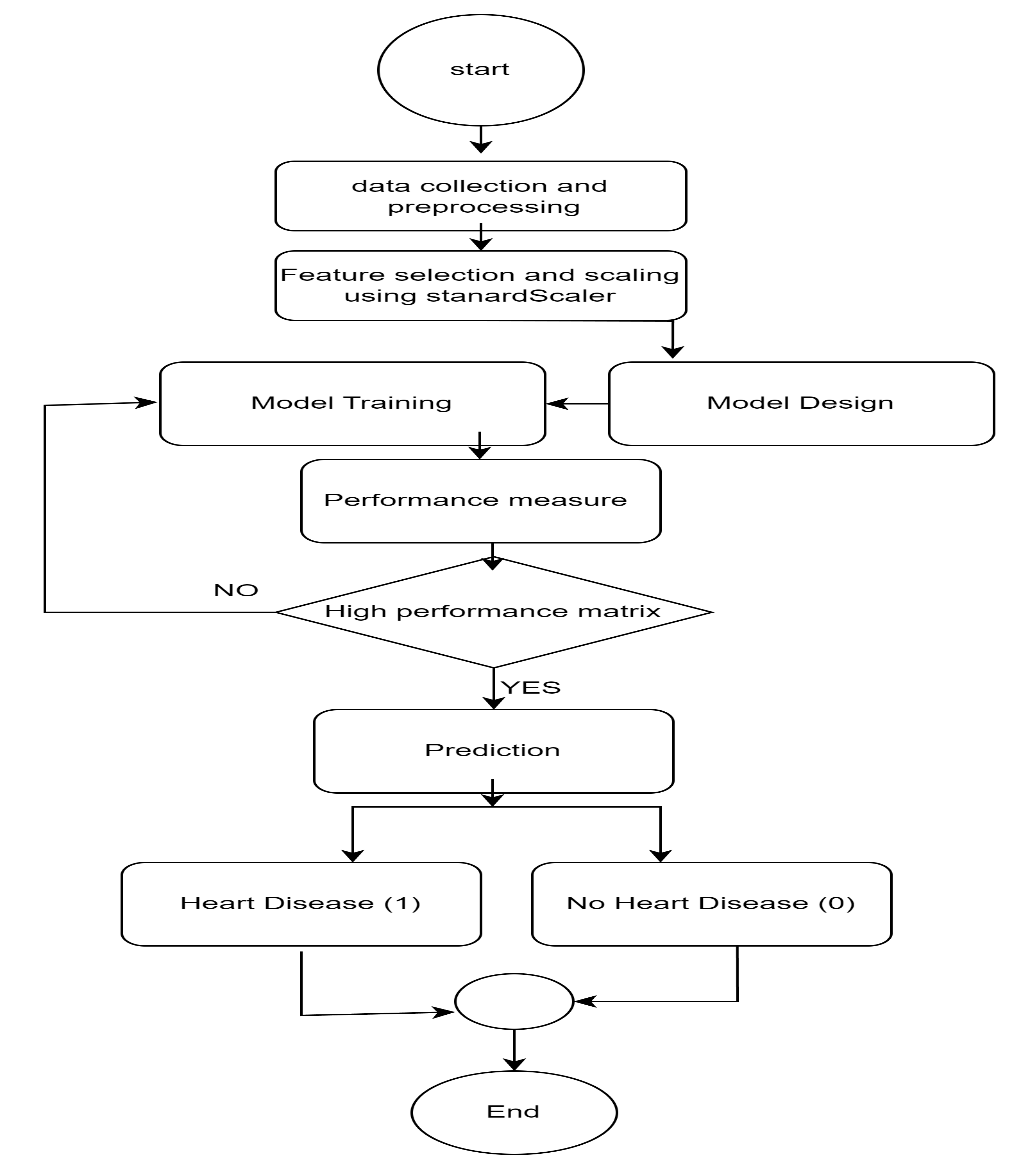 start
data collection and
preprocessing
Feature selection and scaling
using stanardScaler
Model Training
Model Design
Performance measure
NO
High performance matrix
YES
Prediction
Heart Disease (1)
No Heart Disease (0)
End